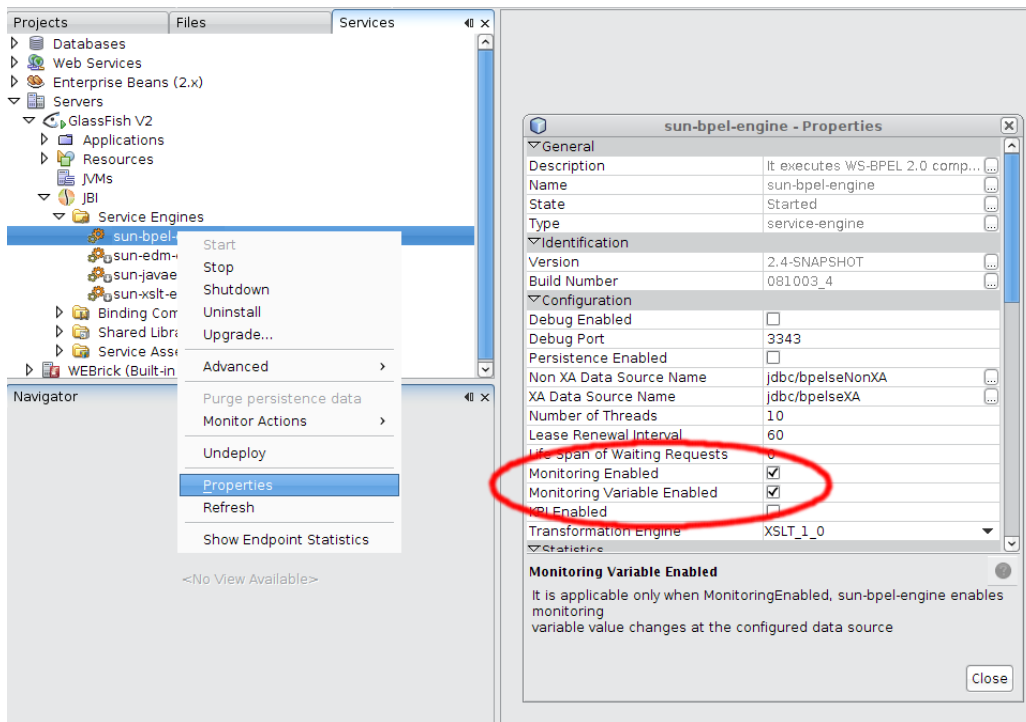 Projects
Files
Services
Databases
Web Services
Enterprise Beans (2.x)
Servers
GlassFish V2
Applications
Resources
JVMs
JBI
Service Engines
sun-bpel-
sun-edm-
sun-javae
sun-xslt-e
Binding Com
Shared Libra
Service Asse
WEBrick (Built-in
Navigator
<No View Available>
Start
Stop
Shutdown
Uninstall
Upgrade...
Advanced
Purge persistence data
Monitor Actions
Undeploy
Properties
Refresh
Show Endpoint Statistics
sun-bpel-engine - Properties
General
Description It executes WS-BPEL 2.0 comp... ...
Name sun-bpel-engine ...
State Started ...
Type service-engine ...
Identification
Version 2.4-SNAPSHOT ...
Build Number 081003_4 ...
Configuration
Debug Enabled
Debug Port 3343
Persistence Enabled
Non XA Data Source Name jdbc/bpelseNonXA ...
XA Data Source Name jdbc/bpelseXA ...
Number of Threads 10
Lease Renewal Interval 60
Life Span of Waiting Requests 0
Monitoring Enabled
Monitoring Variable Enabled
KPI Enabled
Transformation Engine XSLT_1_0
Statistics
Monitoring Variable Enabled
?
It is applicable only when MonitoringEnabled, sun-bpel-engine enables
monitoring
variable value changes at the configured data source
Close